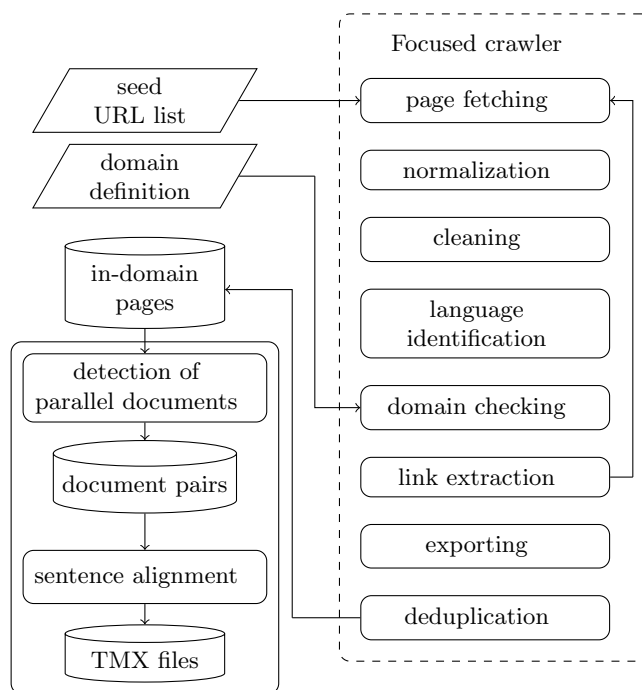 Focused crawler
seed
URL list
page fetching
domain
definition
normalization
cleaning
in-domain
pages
language
identification
detection of
parallel documents
domain checking
document pairs
link extraction
exporting
sentence alignment
deduplication
TMX files